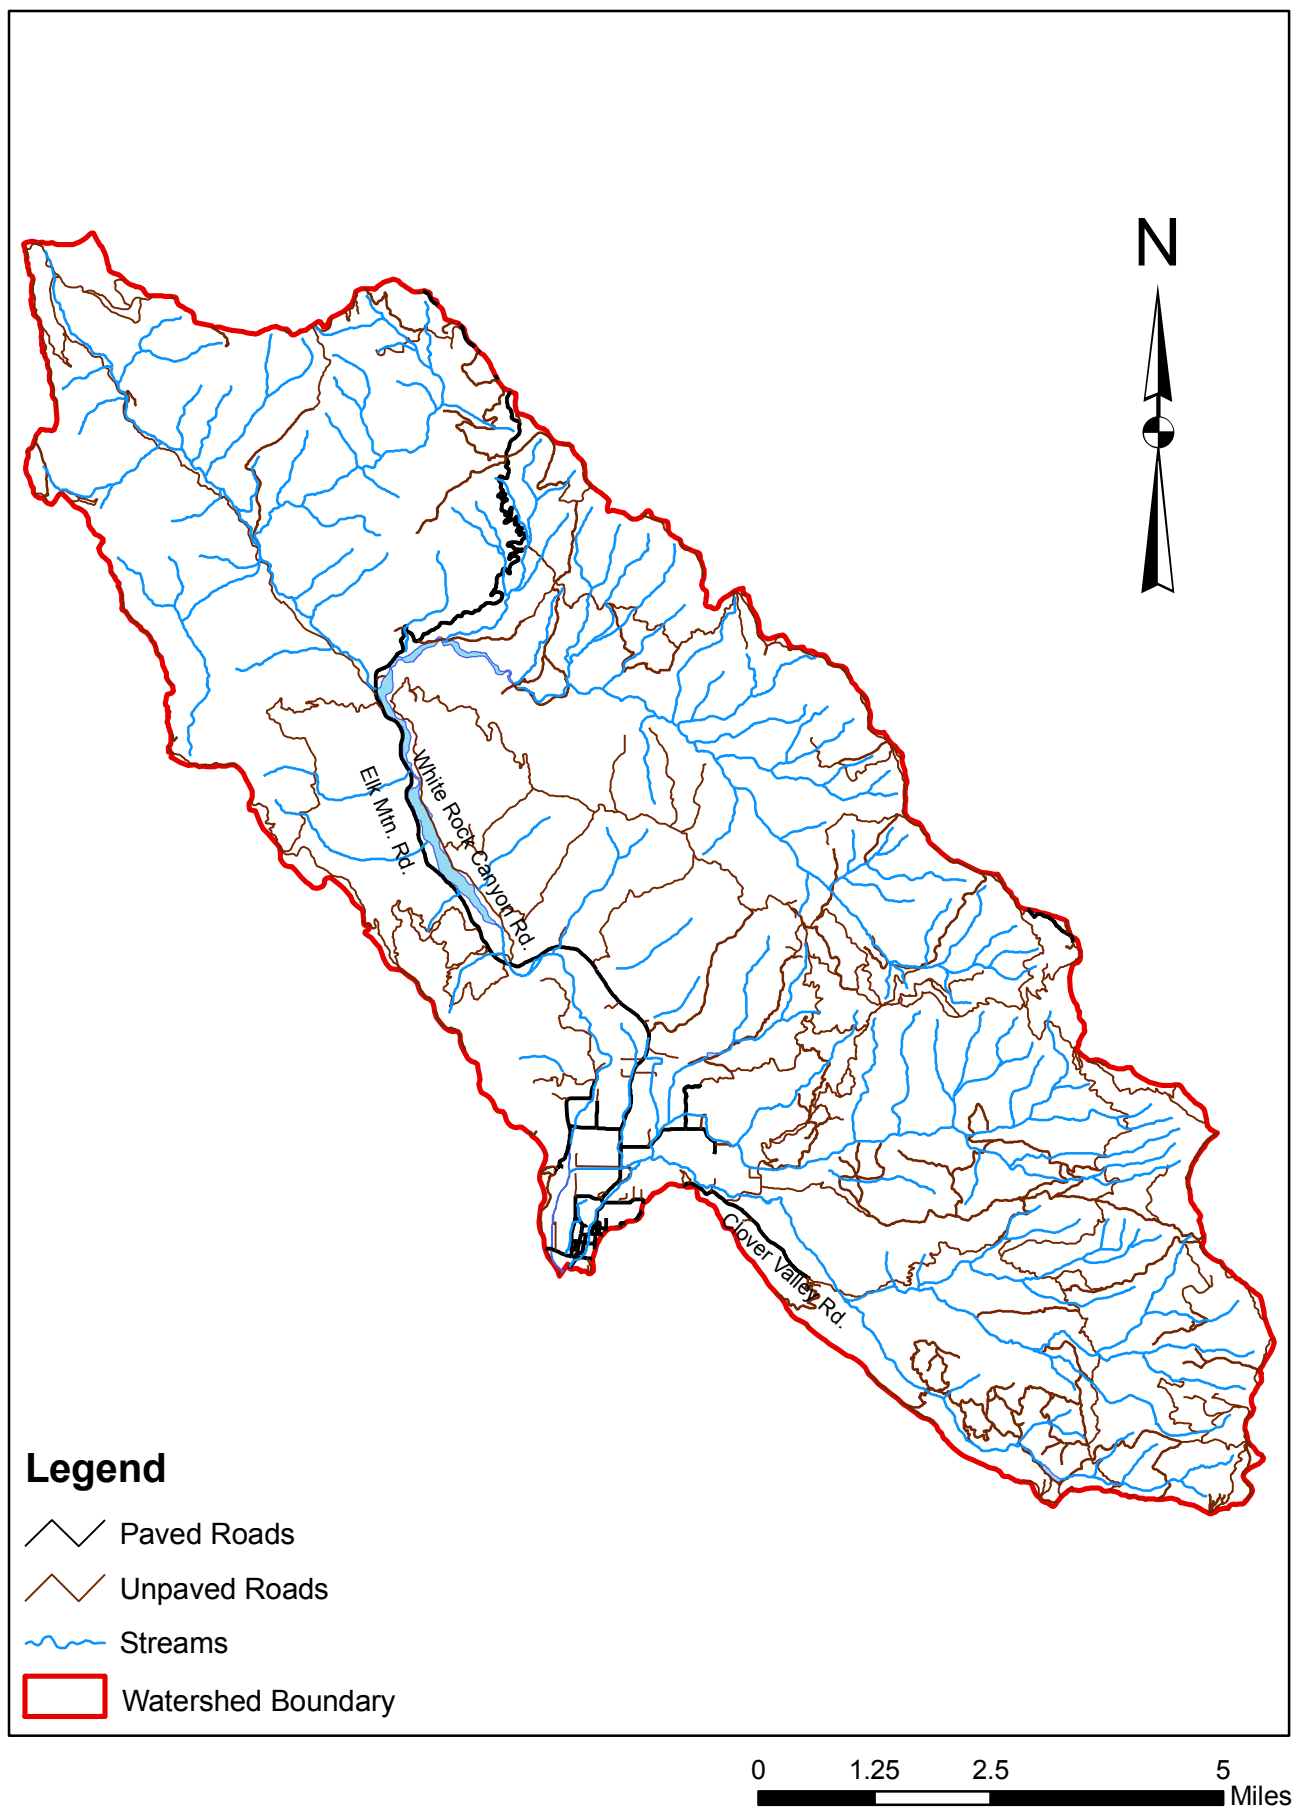 N
White Rock Canyon Rd.
Elk Mtn. Rd.
Clover Valley Rd.
Legend
Paved Roads
Unpaved Roads
Streams
Watershed Boundary
0 1.25 2.5 5
Miles